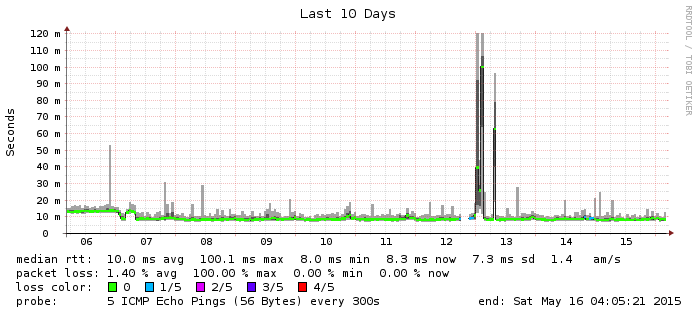 Last 10 Days
RRDTOOL / TOBI OETIKER
Seconds
120 m
110 m
100 m
90 m
80 m
70 m
60 m
50 m
40 m
30 m
20 m
10 m
0
06 07 08 09 10 11 12 13 14 15
median rtt: 10.0 ms avg 100.1 ms max 8.0 ms min 8.3 ms now 7.3 ms sd 1.4 am/s
packet loss: 1.40 % avg 100.00 % max 0.00 % min 0.00 % now
loss color: 0 1/5 2/5 3/5 4/5
probe: 5 ICMP Echo Pings (56 Bytes) every 300s end: Sat May 16 04:05:21 2015